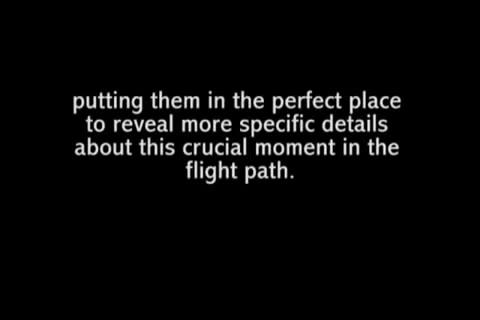 putting them in the perfect place
to reveal more specific details
about this crucial moment in the
flight path.